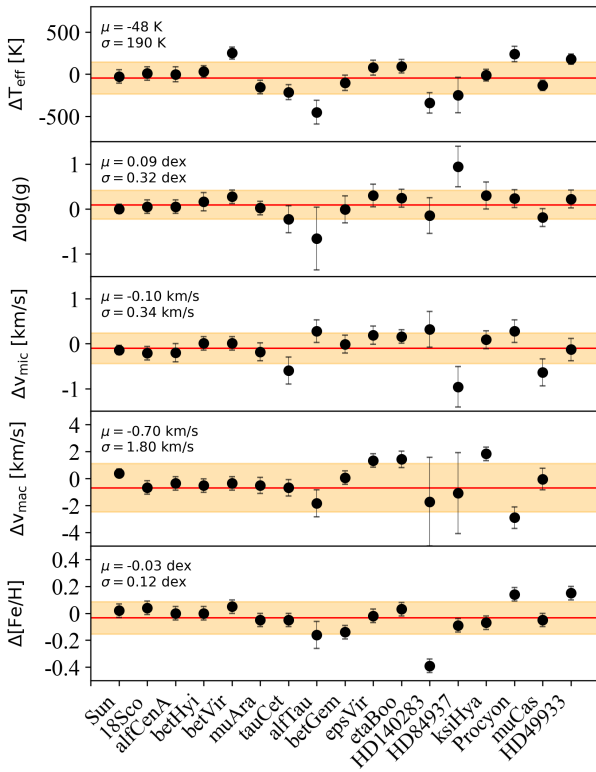 μ = -48 K
σ = 190 K
ΔT_eff [K]
500
0
-500
μ = 0.09 dex
σ = 0.32 dex
Δlog(g)
1
0
-1
μ = -0.10 km/s
σ = 0.34 km/s
Δv_mic [km/s]
1
0
-1
μ = -0.70 km/s
σ = 1.80 km/s
Δv_mac [km/s]
4
2
0
-2
-4
μ = -0.03 dex
σ = 0.12 dex
Δ[Fe/H]
0.4
0.2
0.0
-0.2
-0.4
Sun
18Sco
alfCenA
betHyi
betVir
muAra
tauCet
alfTau
betGem
epsVir
etaBoo
HD140283
HD84937
ksiHya
Procyon
muCas
HD49933